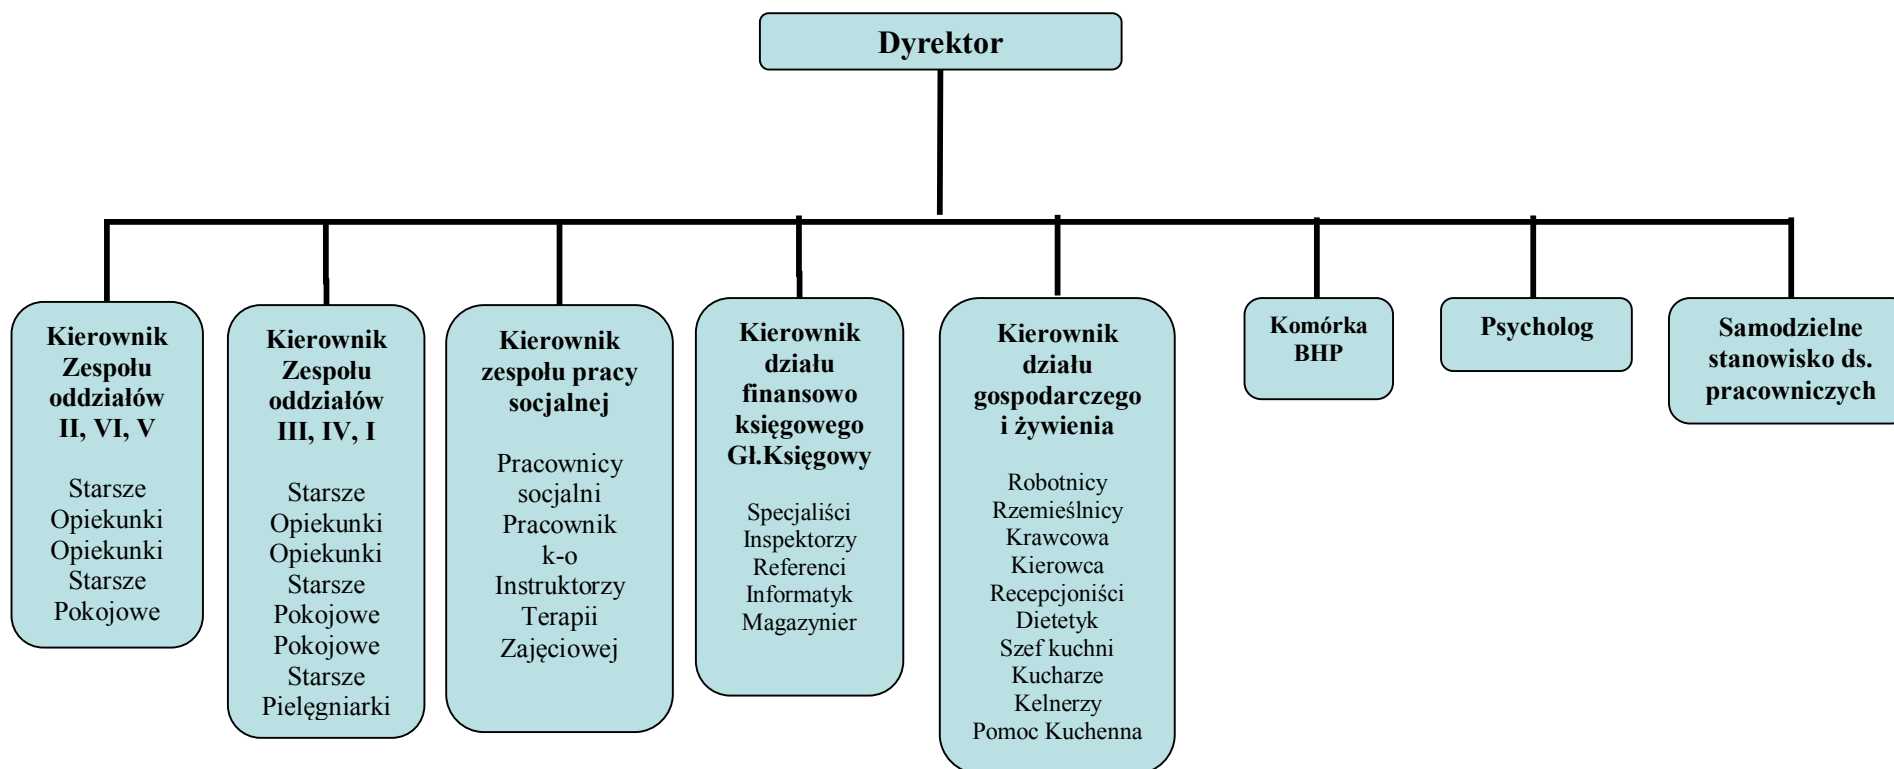 Dyrektor
Kierownik
Zespołu
oddziałów
II, VI, V
Starsze
Opiekunki
Opiekunki
Starsze
Pokojowe
Kierownik
Zespołu
oddziałów
III, IV, I
Starsze
Opiekunki
Opiekunki
Starsze
Pokojowe
Pokojowe
Starsze
Pielęgniarki
Kierownik
zespołu pracy
socjalnej
Pracownicy
socjalni
Pracownik
k-o
Instruktorzy
Terapii
Zajęciowej
Kierownik
działu
finansowo
księgowego
Gł.Księgowy
Specjaliści
Inspektorzy
Referenci
Informatyk
Magazynier
Kierownik
działu
gospodarczego
i żywienia
Robotnicy
Rzemieślnicy
Krawcowa
Kierowca
Recepcjoniści
Dietetyk
Szef kuchni
Kucharze
Kelnerzy
Pomoc Kuchenna
Komórka
BHP
Psycholog
Samodzielne
stanowisko ds.
pracowniczych